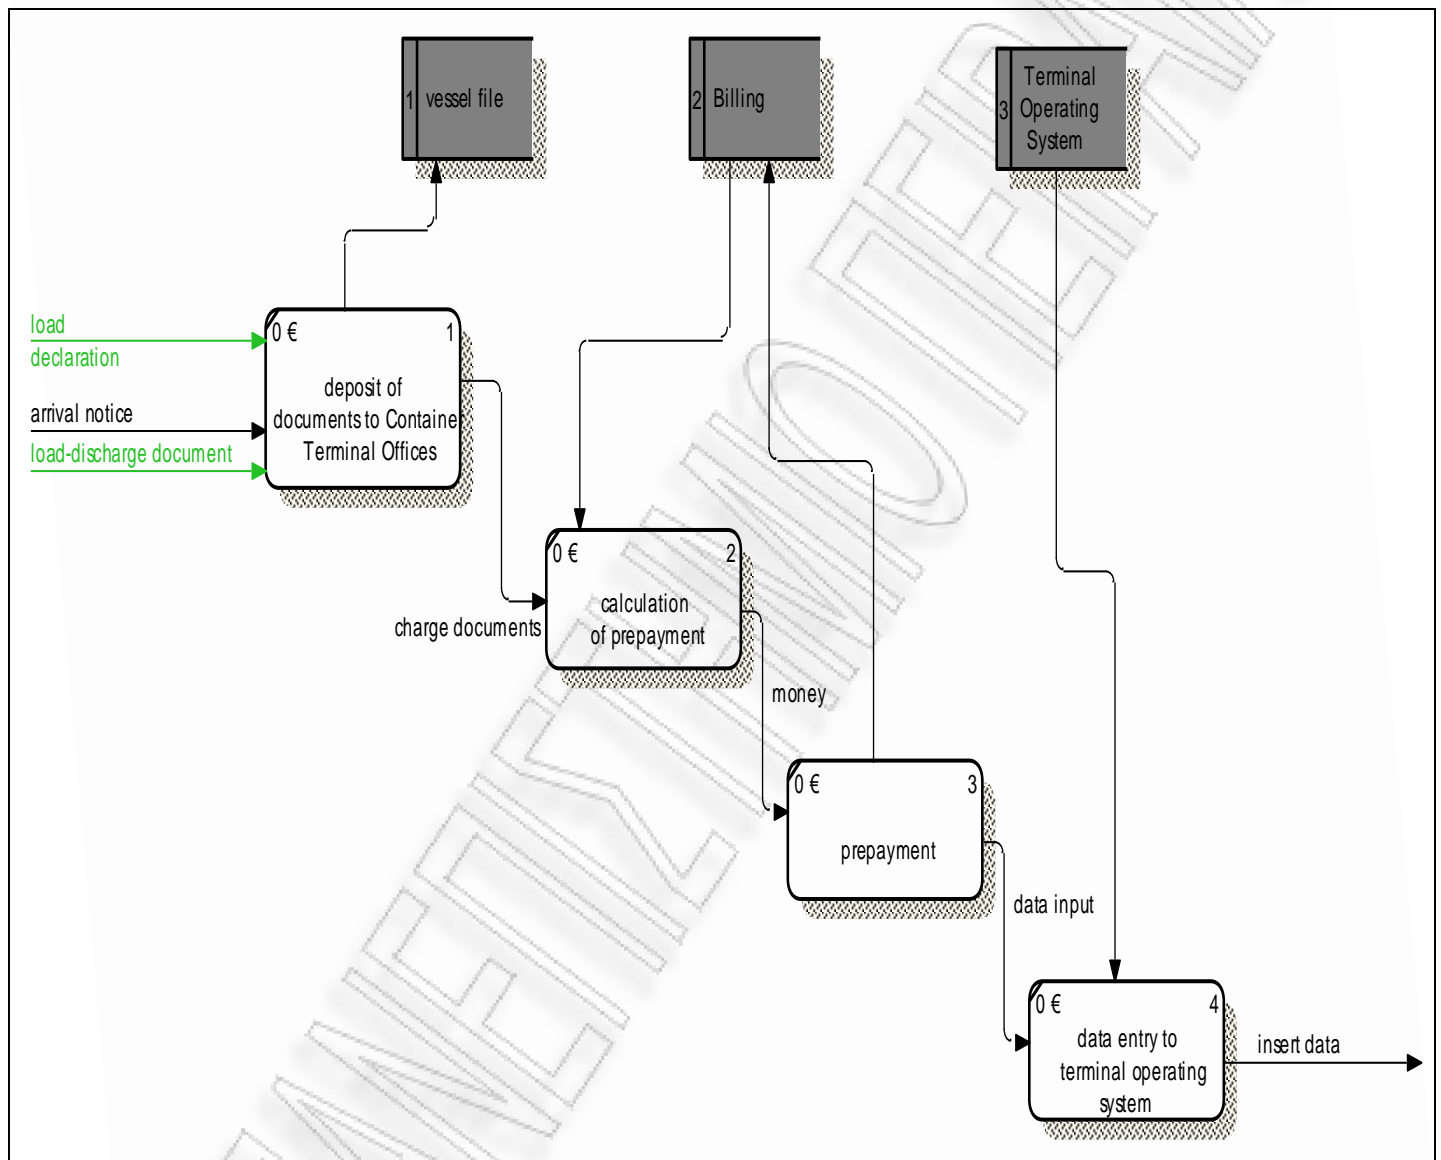 1
vessel file
2
Billing
3
Terminal
Operating
System
load
declaration
arrival notice
load-discharge document
0 €
1
deposit of
documents to Container
Terminal Offices
charge documents
0 €
2
calculation
of prepayment
money
0 €
3
prepayment
data input
0 €
4
data entry to
terminal operating
system
insert data